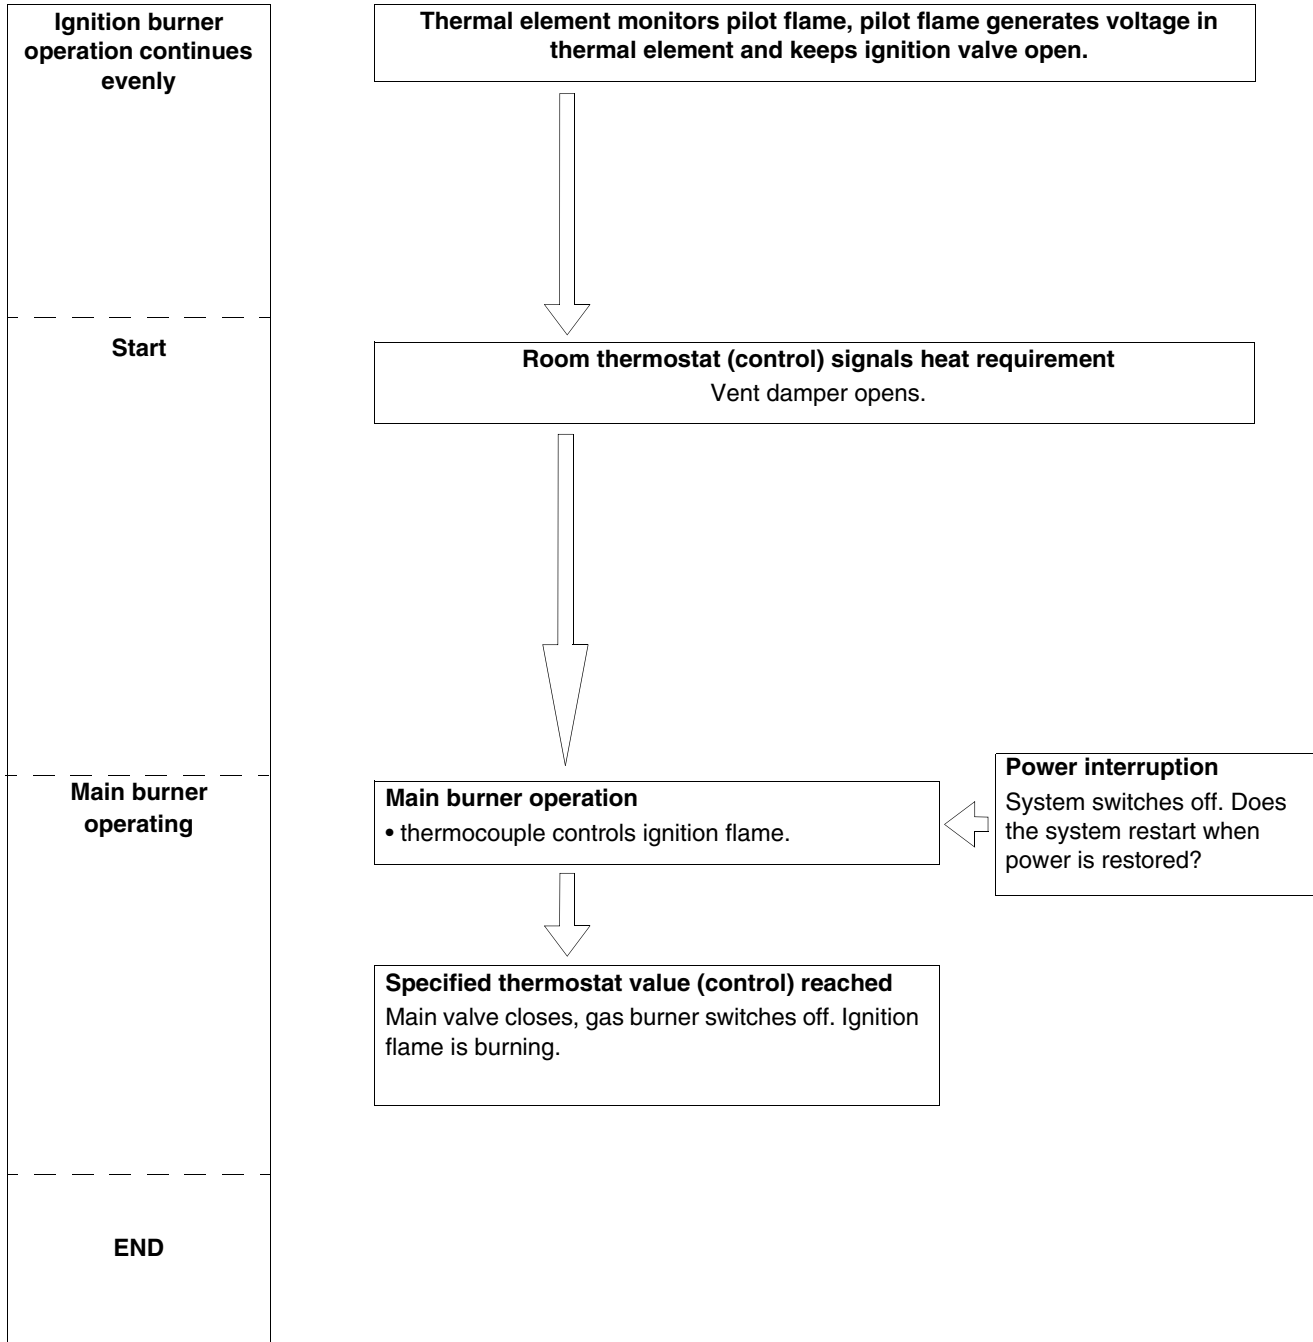 Ignition burner
operation continues
evenly
Thermal element monitors pilot flame, pilot flame generates voltage in
thermal element and keeps ignition valve open.
Start
Room thermostat (control) signals heat requirement
Vent damper opens.
Main burner
operating
Main burner operation
• thermocouple controls ignition flame.
Power interruption
System switches off. Does
the system restart when
power is restored?
Specified thermostat value (control) reached
Main valve closes, gas burner switches off. Ignition
flame is burning.
END